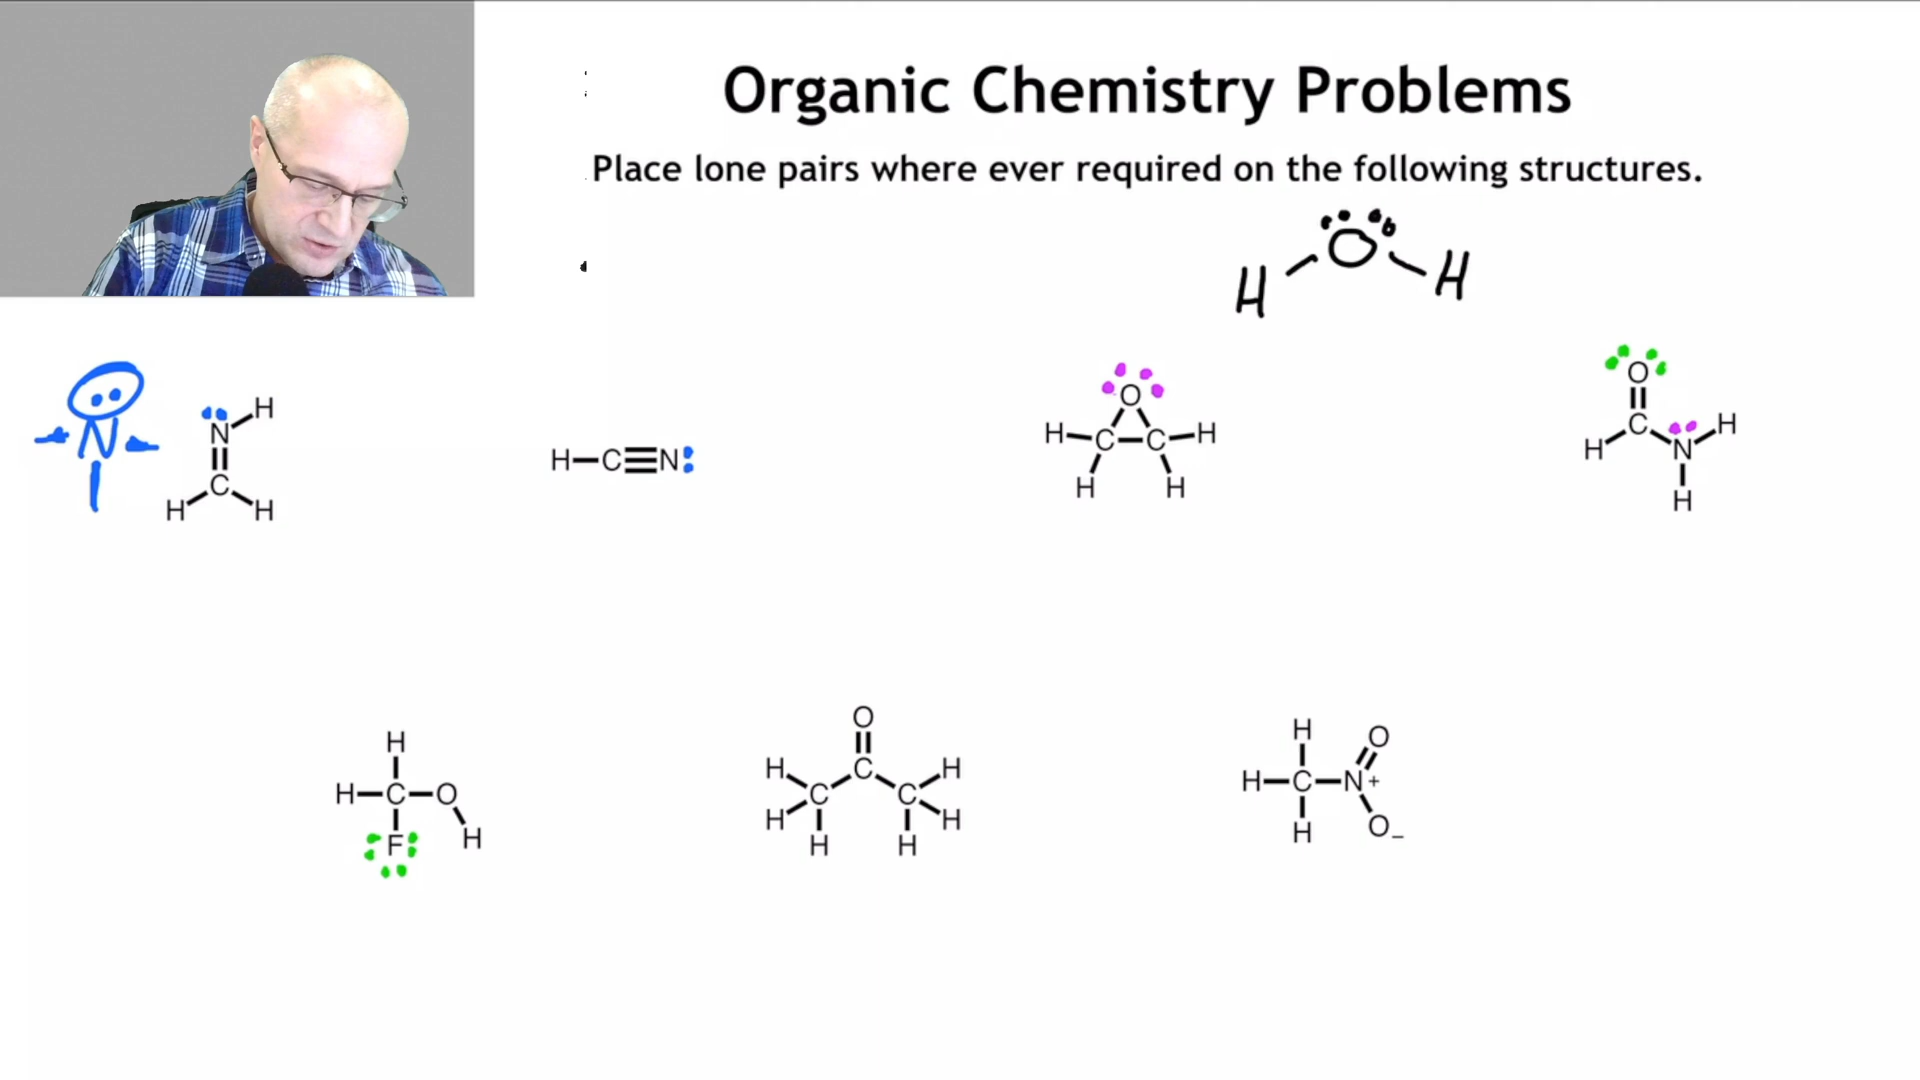 Organic Chemistry Problems
Place lone pairs where ever required on the following structures.
H O H
N
N H
C
H H
H C N
O
H C C H
H H
O
C H
H N
H
H
H C O
F H
O
H C H
C C
H H
H H
H O
H C N+
H O−